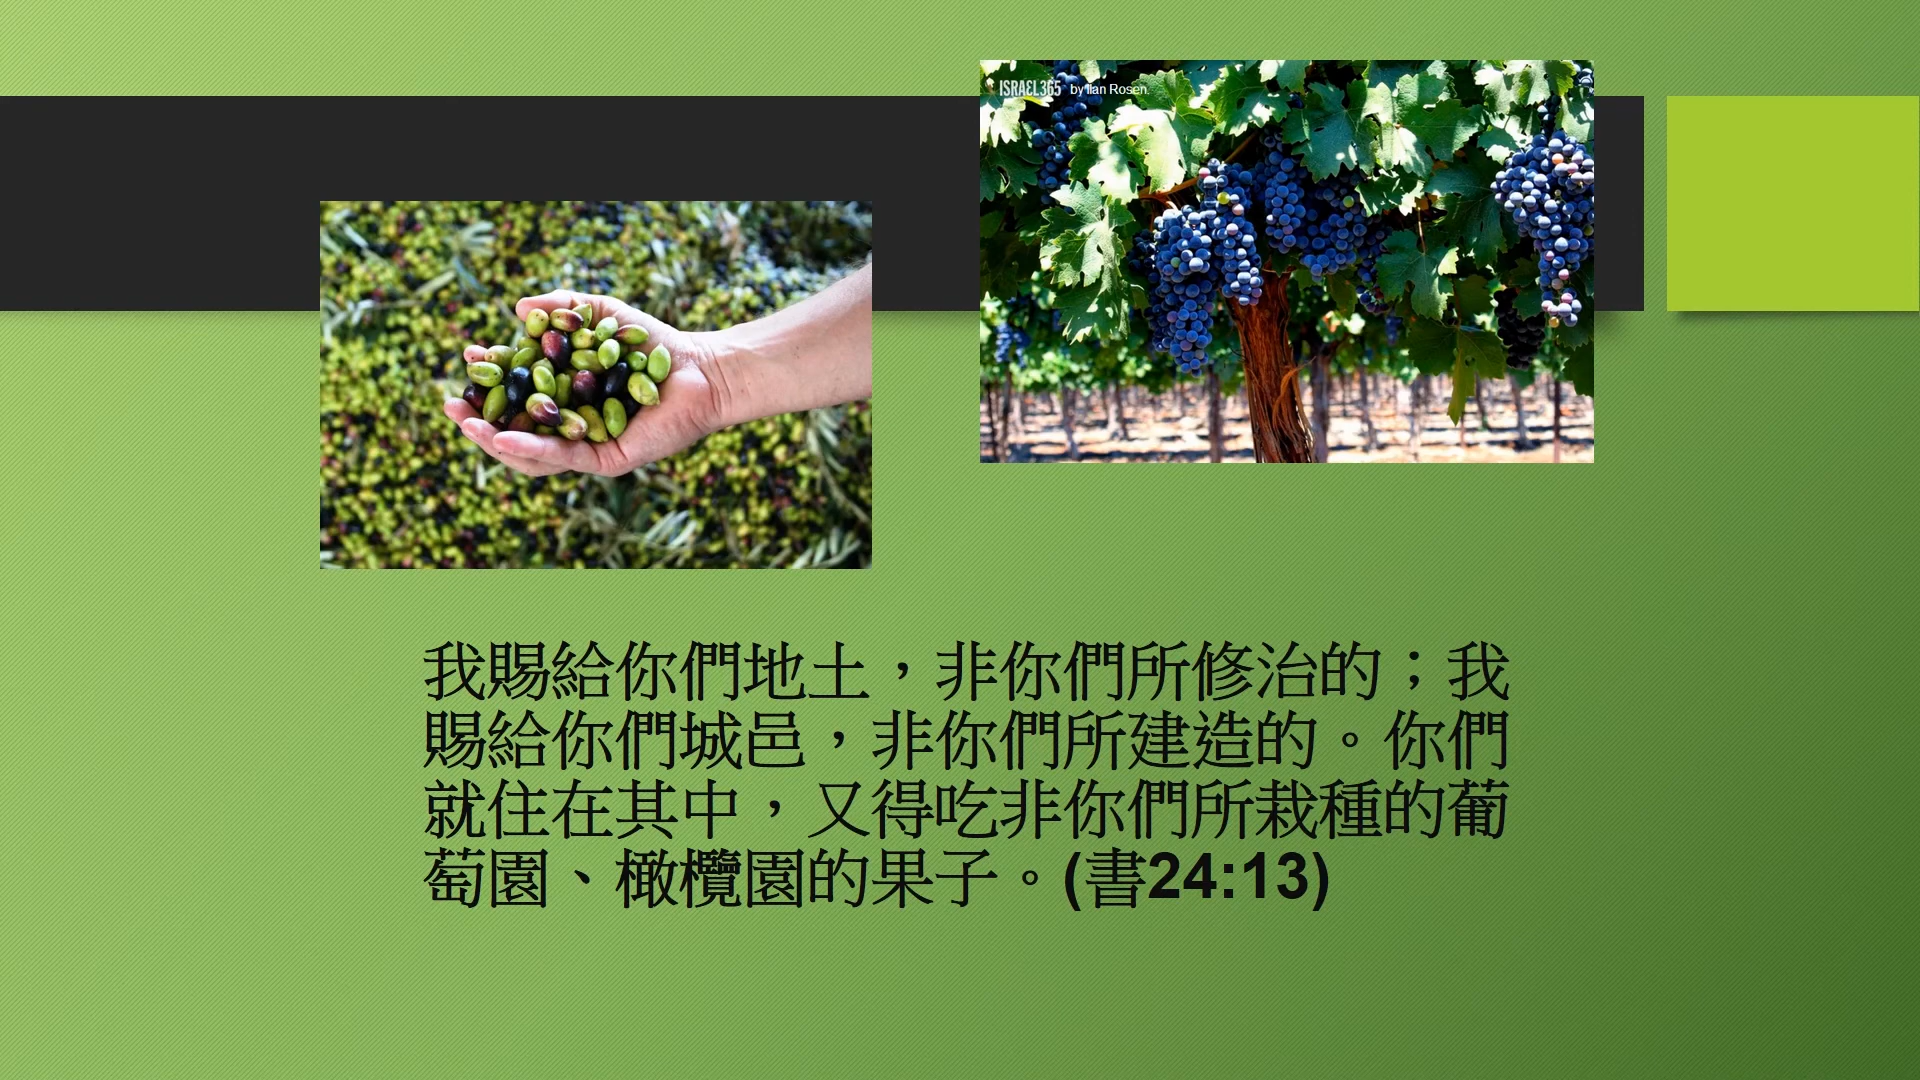 ISRAEL365 by Ilan Rosen.
我賜給你們地土，非你們所修治的；我
賜給你們城邑，非你們所建造的。你們
就住在其中，又得吃非你們所栽種的葡
萄園、橄欖園的果子。(書24:13)